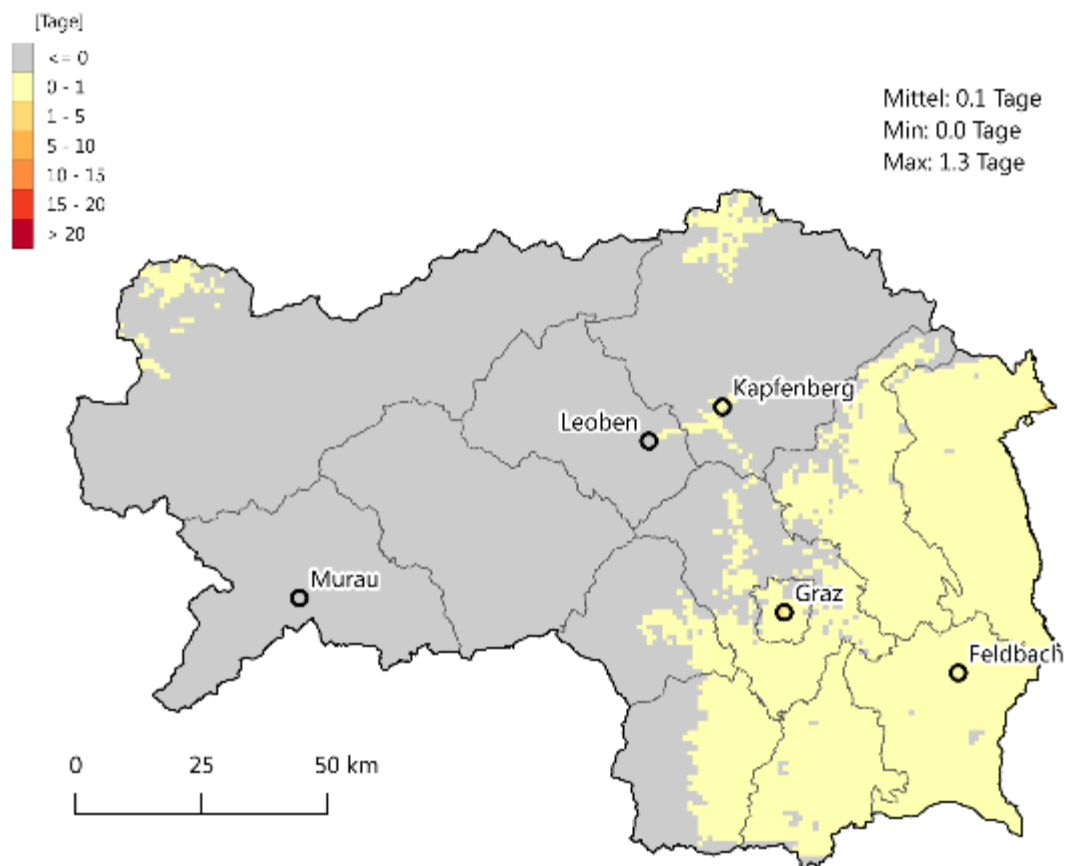 [Tage]
<= 0
0 - 1
1 - 5
5 - 10
10 - 15
15 - 20
> 20
Mittel: 0.1 Tage
Min: 0.0 Tage
Max: 1.3 Tage
Kapfenberg
Leoben
Murau
Graz
Feldbach
0 25 50 km